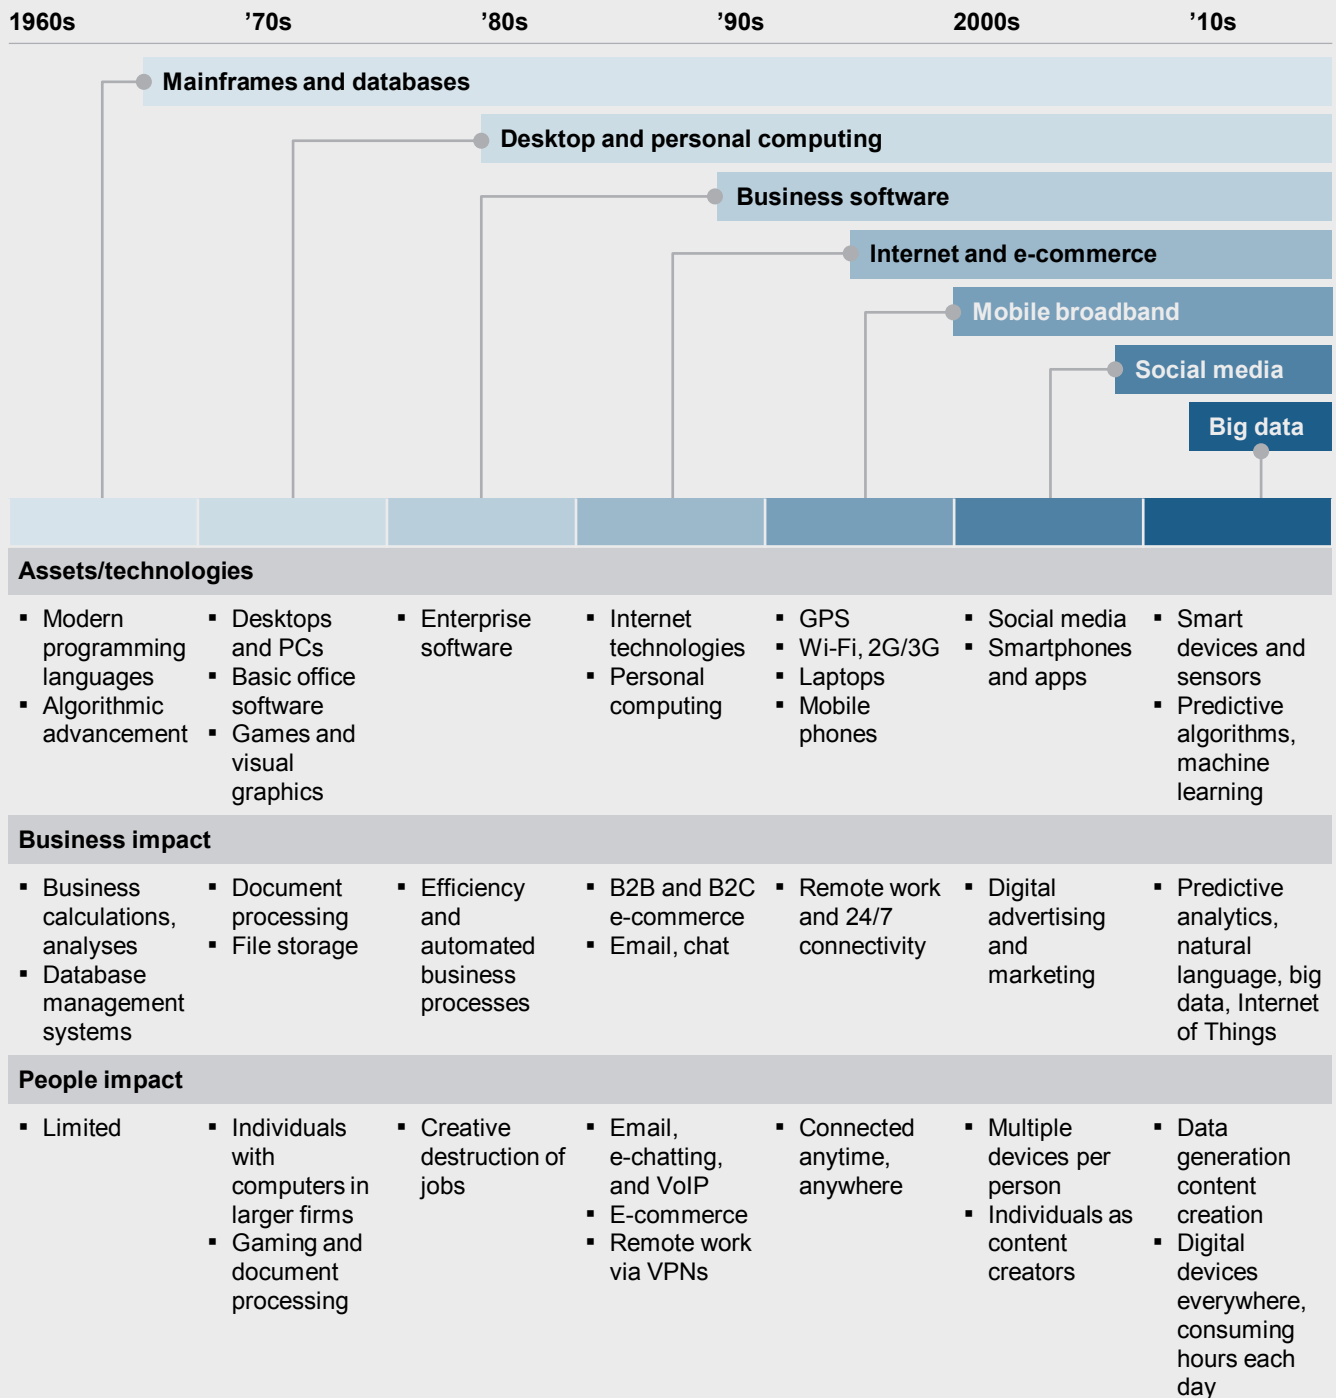 1960s ’70s ’80s ’90s 2000s ’10s
Mainframes and databases
Desktop and personal computing
Business software
Internet and e-commerce
Mobile broadband
Social media
Big data
Assets/technologies
▪ Modern
programming
languages
▪ Algorithmic
advancement
▪ Desktops
and PCs
▪ Basic office
software
▪ Games and
visual
graphics
▪ Enterprise
software
▪ Internet
technologies
▪ Personal
computing
▪ GPS
▪ Wi-Fi, 2G/3G
▪ Laptops
▪ Mobile
phones
▪ Social media
▪ Smartphones
and apps
▪ Smart
devices and
sensors
▪ Predictive
algorithms,
machine
learning
Business impact
▪ Business
calculations,
analyses
▪ Database
management
systems
▪ Document
processing
▪ File storage
▪ Efficiency
and
automated
business
processes
▪ B2B and B2C
e-commerce
▪ Email, chat
▪ Remote work
and 24/7
connectivity
▪ Digital
advertising
and
marketing
▪ Predictive
analytics,
natural
language, big
data, Internet
of Things
People impact
▪ Limited
▪ Individuals
with
computers in
larger firms
▪ Gaming and
document
processing
▪ Creative
destruction of
jobs
▪ Email,
e-chatting,
and VoIP
▪ E-commerce
▪ Remote work
via VPNs
▪ Connected
anytime,
anywhere
▪ Multiple
devices per
person
▪ Individuals as
content
creators
▪ Data
generation
content
creation
▪ Digital
devices
everywhere,
consuming
hours each
day